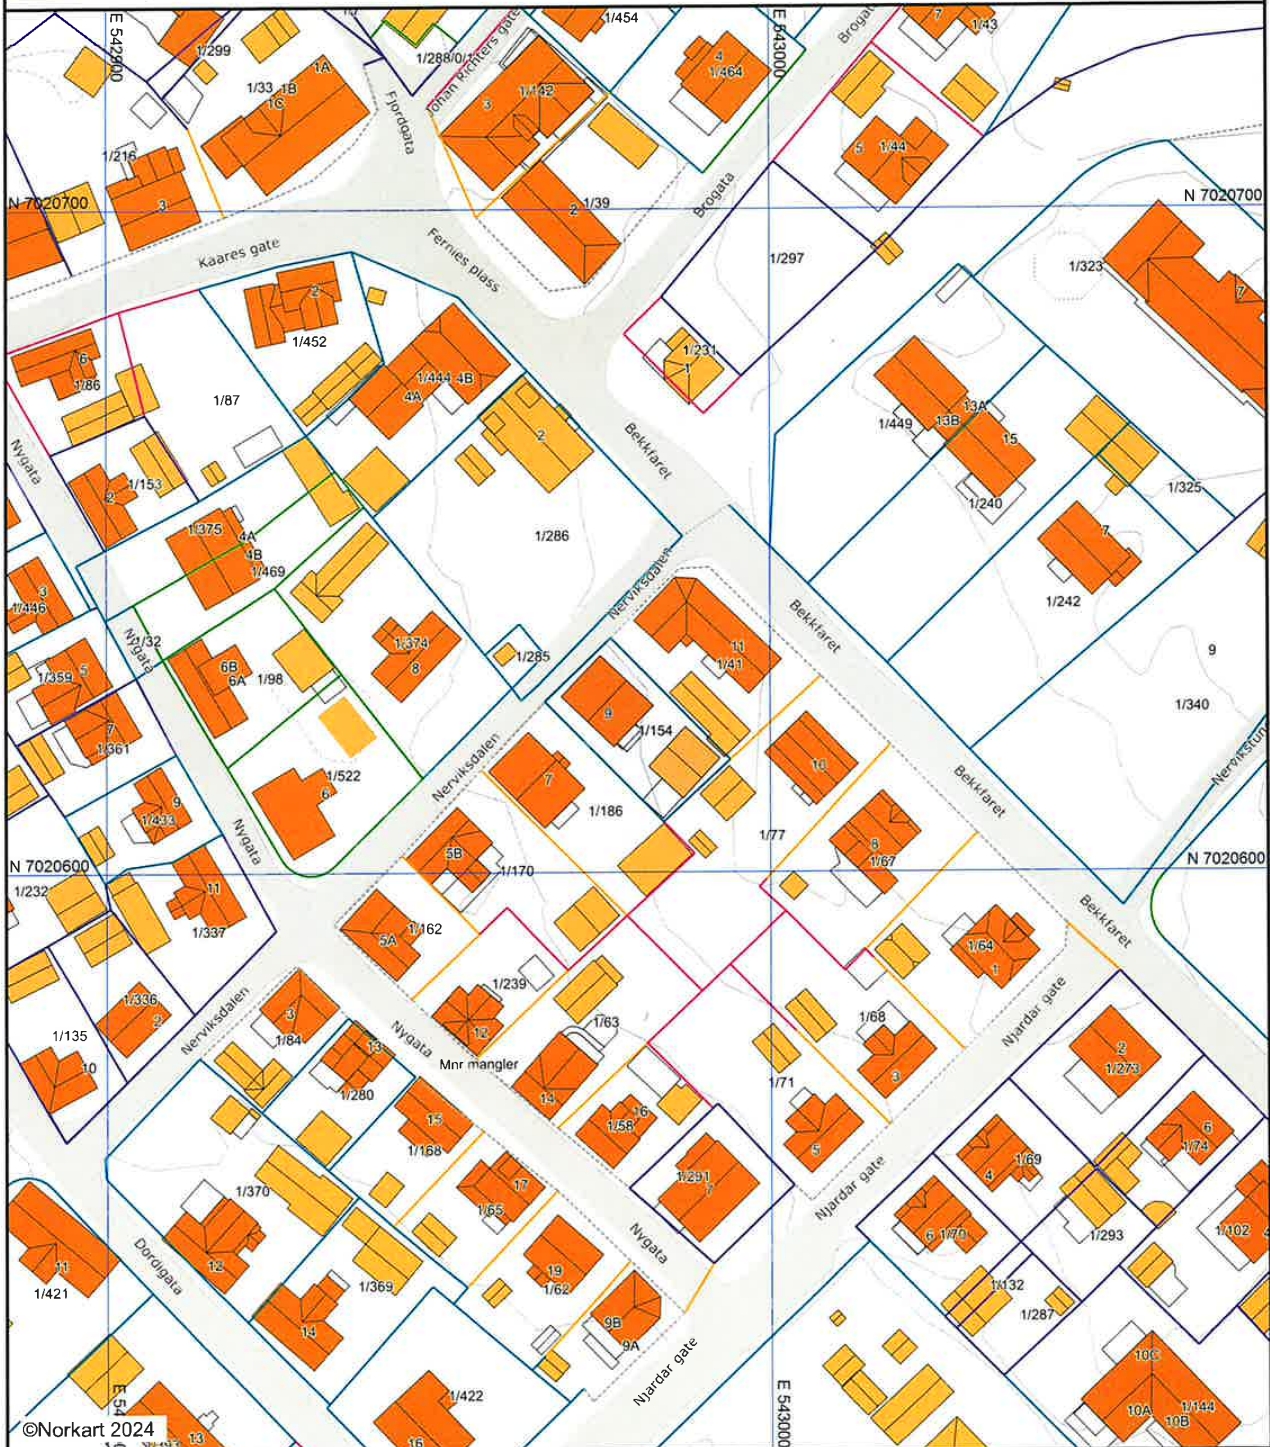 1/454
7
1/43
Brogata
1/299
E 542900
1/288/0/1
Johan Richters gate
E 543000
4
1/464
1A
1/33 1B
1C
3
1/142
Fjordgata
1/216
5
1/44
3
N 7020700
2
1/39
Brogata
N 7020700
Kaares gate
Fernies plass
1/297
1/323
7
2
1/452
1/231
1
6
1/86
1/444 4B
4A
1/87
1/449
13A
13B
15
Nygata
2
Bekkfaret
2
1/153
1/240
1/325
1/375
4A
4B
1/469
1/286
7
1/242
3
1/446
Nerviksdalen
Bekkfaret
1/32
Nygata
1/374
8
1/285
11
1/41
9
5
1/359
6B
6A
1/98
9
1/154
1/340
7
1/361
Nerviksdalen
10
Nervikstun
7
1/522
6
9
1/433
1/186
Bekkfaret
1/77
8
1/67
Nygata
5B
N 7020600
1/170
N 7020600
1/232
11
1/337
5A
1/162
Bekkfaret
1/64
1
1/239
1/336
2
3
1/84
Nerviksdalen
Nygata
12
1/63
1/68
Njardar gate
1/135
10
13
Mnr mangler
2
1/273
1/280
14
3
1/71
15
1/168
16
1/58
5
6
1/74
4
1/69
1/291
7
Njardar gate
1/370
17
1/65
6 1/70
1/293
1/102
4
12
Dordigata
Nygata
11
1/421
19
1/62
1/369
1/132
1/287
14
9B
9A
Njardar gate
10C
1/422
E 543000
10A
1/144
10B
©Norkart 2024
13
16